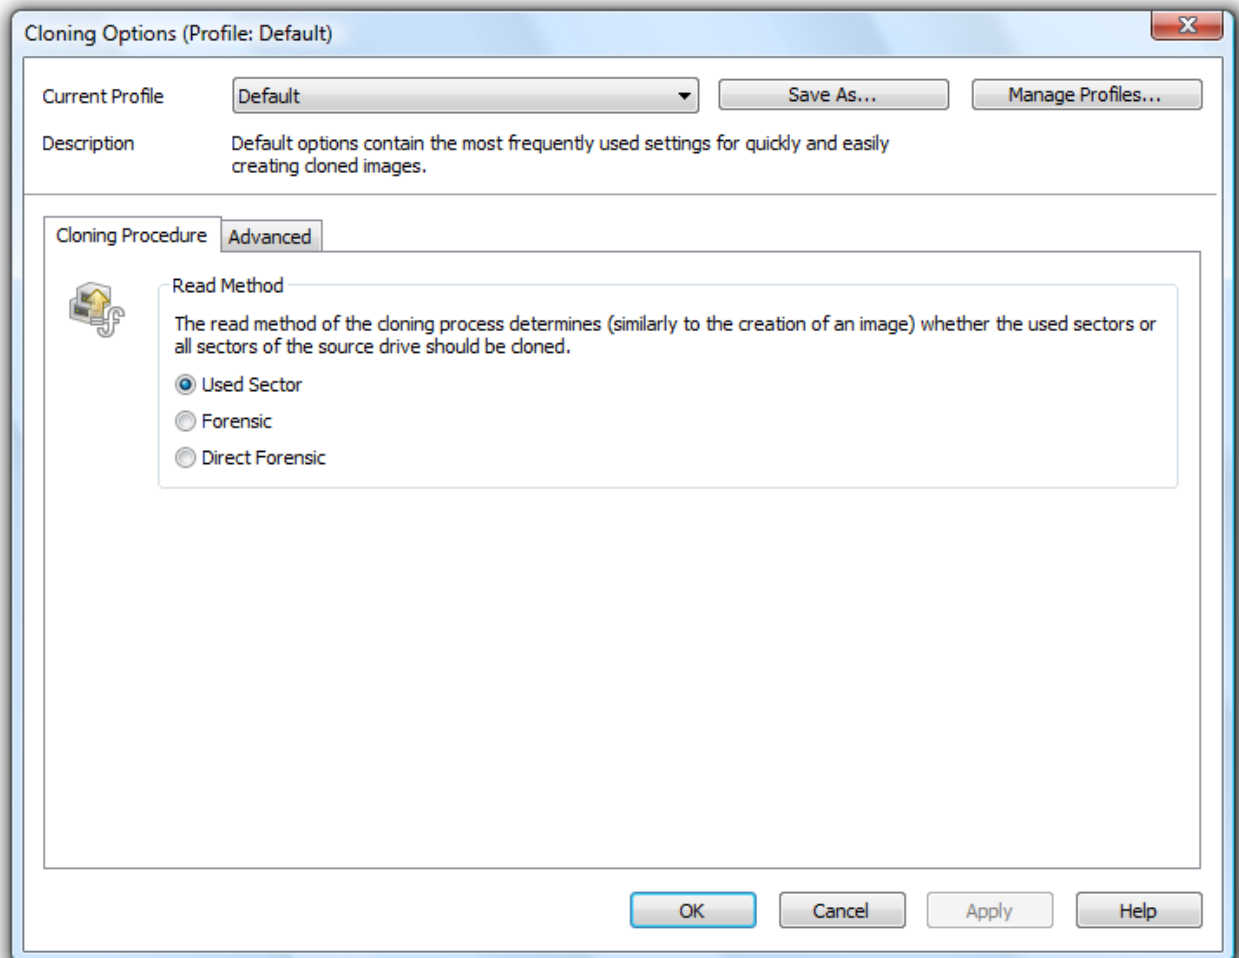 Cloning Options (Profile: Default)
Current Profile Default Save As... Manage Profiles...
Description Default options contain the most frequently used settings for quickly and easily
creating cloned images.
Cloning Procedure Advanced
Read Method
The read method of the cloning process determines (similarly to the creation of an image) whether the used sectors or
all sectors of the source drive should be cloned.
Used Sector
Forensic
Direct Forensic
OK Cancel Apply Help